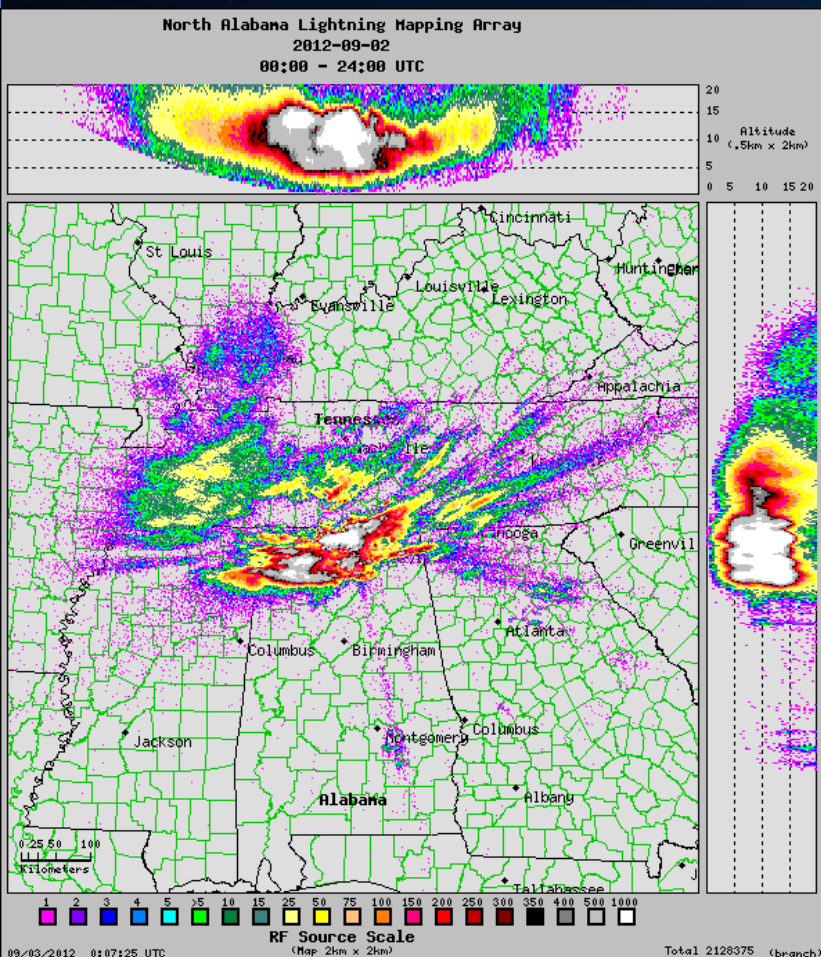 North Alabama Lightning Mapping Array
2012-09-02
00:00 - 24:00 UTC
20
15
10
5
0
Altitude
(.5km x 2km)
5 10 15 20
Cincinnati
St Louis
Huntington
Louisville
Lexington
Evansville
Appalachia
Tennessee
Greenvil
Atlanta
Columbus
Birmingham
Columbus
Montgomery
Jackson
Albany
Alabama
0 25 50 100
Kilometers
Tallahassee
J
1 2 3 4 5 >5 10 15 25 50 75 100 150 200 250 300 350 400 500 1000
RF Source Scale
(Map 2km x 2km)
09/03/2012 0:07:25 UTC
Total 2128375 (branch)